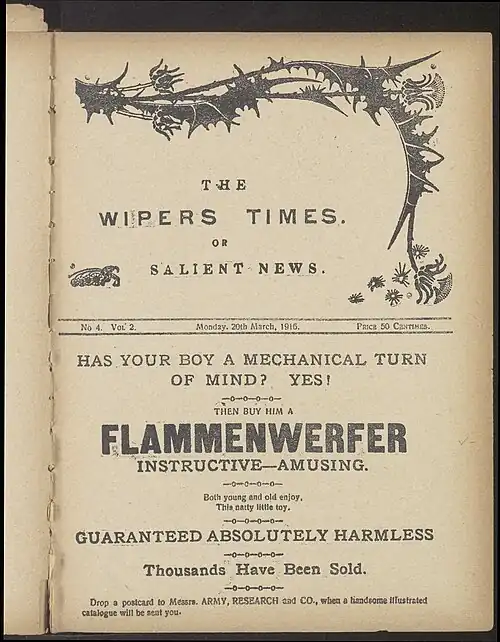 THE
WIPERS TIMES.
OR
SALIENT NEWS.
No 4. Vol. 2. Monday, 20th March, 1916. PRICE 50 CENTIMES.
HAS YOUR BOY A MECHANICAL TURN
OF MIND? YES!
—o—o—o—o—
THEN BUY HIM A
FLAMMENWERFER
INSTRUCTIVE—AMUSING.
—o—o—o—o—
Both young and old enjoy,
This natty little toy.
—o—o—o—o—
GUARANTEED ABSOLUTELY HARMLESS
—o—o—o—o—
Thousands Have Been Sold.
—o—o—o—o—
Drop a postcard to Messrs. ARMY, RESEARCH and CO., when a handsome illustrated
catalogue will be sent you.